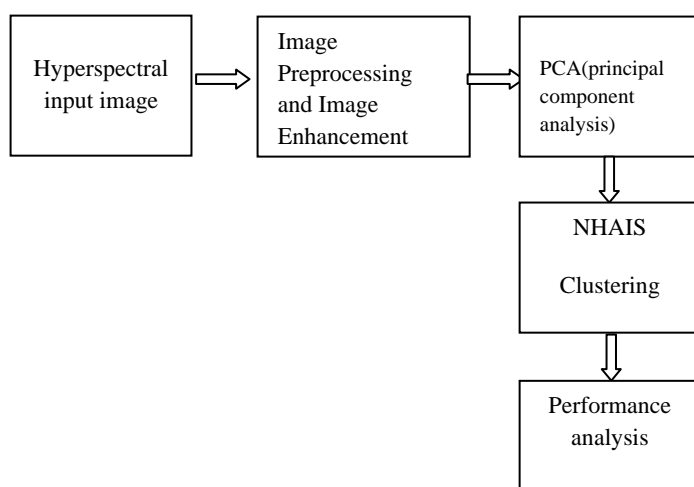 Hyperspectral
input image
Image
Preprocessing
and Image
Enhancement
PCA(principal
component
analysis)
NHAIS
Clustering
Performance
analysis